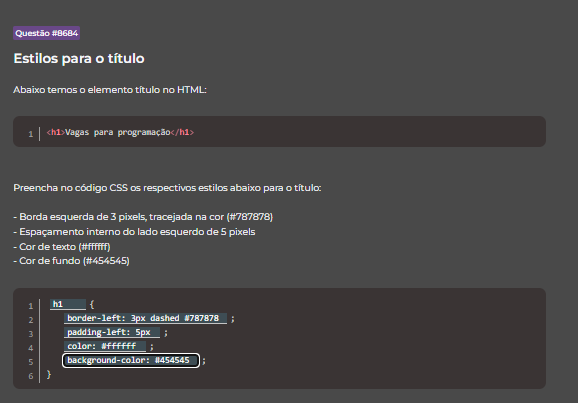 Questão #8684
Estilos para o título
Abaixo temos o elemento título no HTML:
1 <h1>Vagas para programação</h1>
Preencha no código CSS os respectivos estilos abaixo para o título:
- Borda esquerda de 3 pixels, tracejada na cor (#787878)
- Espaçamento interno do lado esquerdo de 5 pixels
- Cor de texto (#ffffff)
- Cor de fundo (#454545)
1 h1 {
2 border-left: 3px dashed #787878 ;
3 padding-left: 5px ;
4 color: #ffffff ;
5 background-color: #454545 ;
6 }